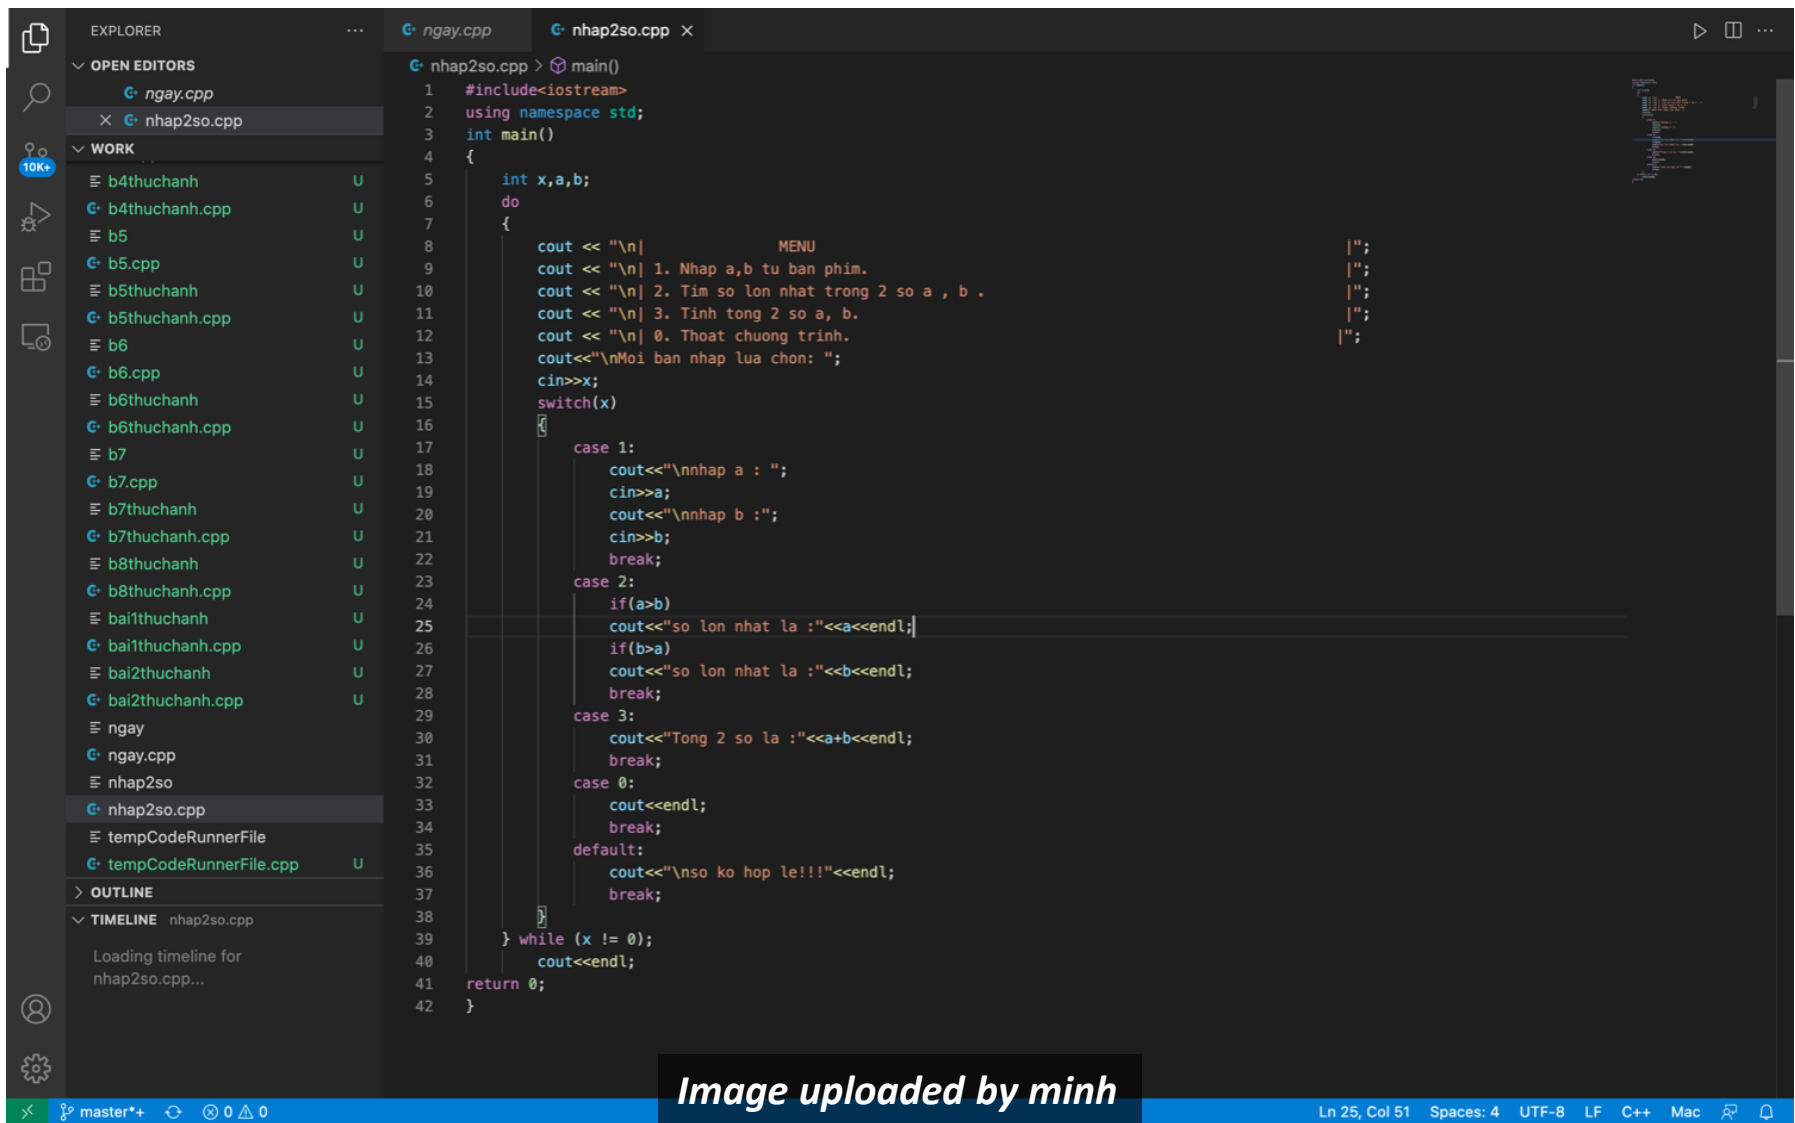 EXPLORER
OPEN EDITORS
ngay.cpp
nhap2so.cpp
WORK
10K+
b4thuchanh U
b4thuchanh.cpp U
b5 U
b5.cpp U
b5thuchanh U
b5thuchanh.cpp U
b6 U
b6.cpp U
b6thuchanh U
b6thuchanh.cpp U
b7 U
b7.cpp U
b7thuchanh U
b7thuchanh.cpp U
b8thuchanh U
b8thuchanh.cpp U
bai1thuchanh U
bai1thuchanh.cpp U
bai2thuchanh U
bai2thuchanh.cpp U
ngay
ngay.cpp
nhap2so
nhap2so.cpp
tempCodeRunnerFile
tempCodeRunnerFile.cpp U
OUTLINE
TIMELINE nhap2so.cpp
Loading timeline for
nhap2so.cpp...
ngay.cpp nhap2so.cpp
nhap2so.cpp > main()
1 #include<iostream>
2 using namespace std;
3 int main()
4 {
5 int x,a,b;
6 do
7 {
8 cout << "\n| MENU |";
9 cout << "\n| 1. Nhap a,b tu ban phim. |";
10 cout << "\n| 2. Tim so lon nhat trong 2 so a , b . |";
11 cout << "\n| 3. Tinh tong 2 so a, b. |";
12 cout << "\n| 0. Thoat chuong trinh. |";
13 cout<<"\nMoi ban nhap lua chon: ";
14 cin>>x;
15 switch(x)
16 {
17 case 1:
18 cout<<"\nnhap a : ";
19 cin>>a;
20 cout<<"\nnhap b :";
21 cin>>b;
22 break;
23 case 2:
24 if(a>b)
25 cout<<"so lon nhat la :"<<a<<endl;
26 if(b>a)
27 cout<<"so lon nhat la :"<<b<<endl;
28 break;
29 case 3:
30 cout<<"Tong 2 so la :"<<a+b<<endl;
31 break;
32 case 0:
33 cout<<endl;
34 break;
35 default:
36 cout<<"\nso ko hop le!!!"<<endl;
37 break;
38 }
39 } while (x != 0);
40 cout<<endl;
41 return 0;
42 }
Image uploaded by minh
master*+ 0 0 Ln 25, Col 51 Spaces: 4 UTF-8 LF C++ Mac